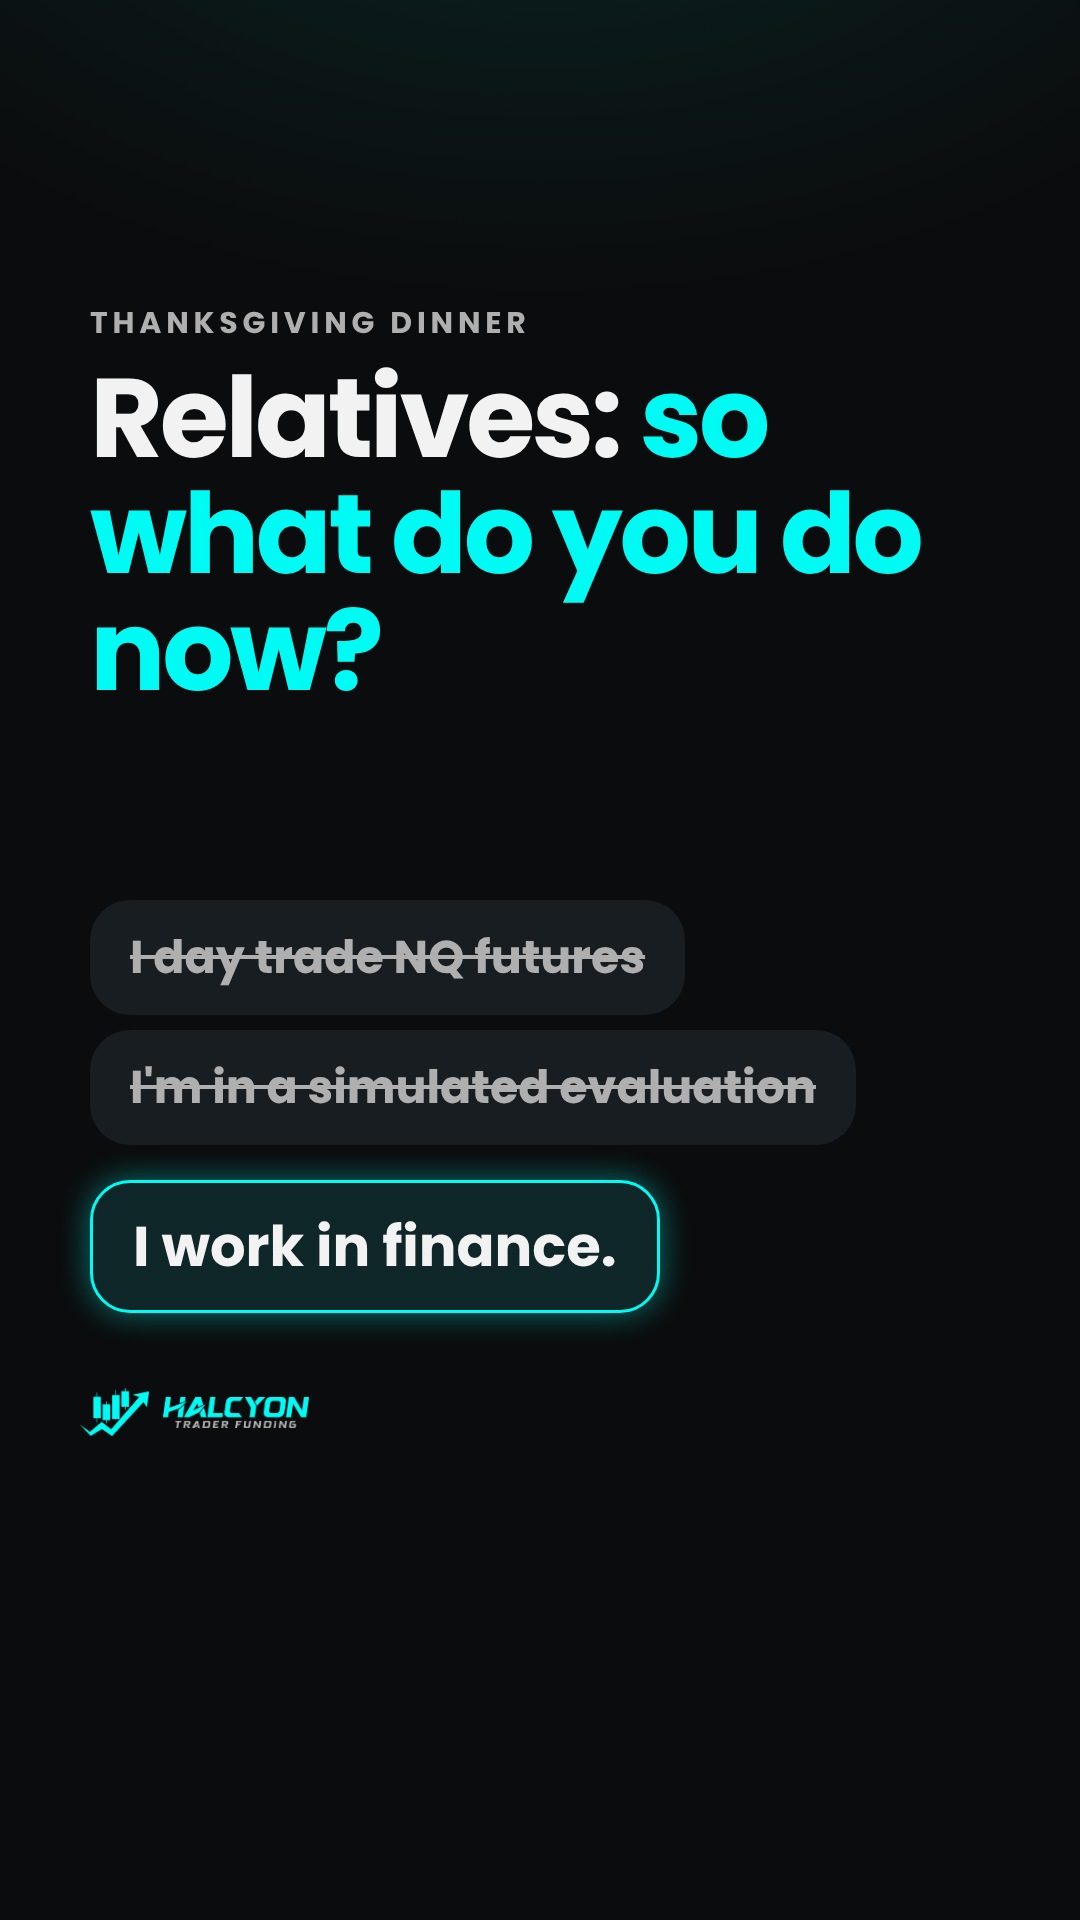 THANKSGIVING DINNER
Relatives: so
what do you do
now?
I day trade NQ futures
I'm in a simulated evaluation
I work in finance.
HALCYON
TRADER FUNDING